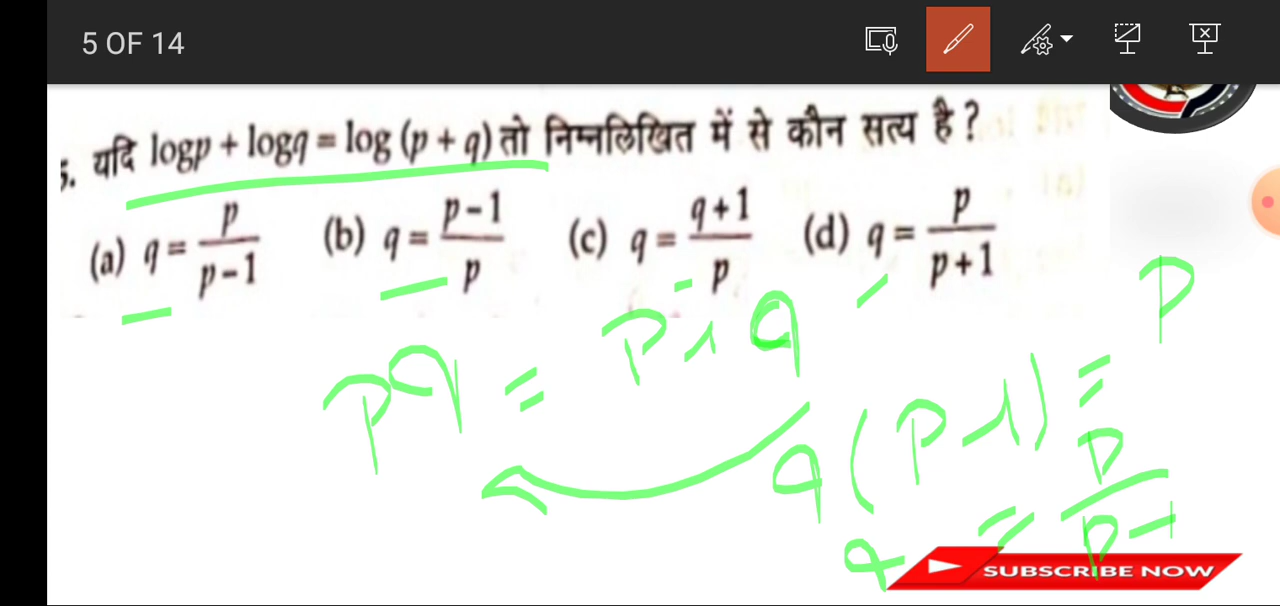 5 OF 14
5. यदि logp + logq = log (p + q) तो निम्नलिखित में से कौन सत्य है ?
(a) q = p/(p-1) (b) q = (p-1)/p (c) q = (q+1)/p (d) q = p/(p+1)
pq = p+q
q(p-1) = p
q = p/(p-1)
SUBSCRIBE NOW